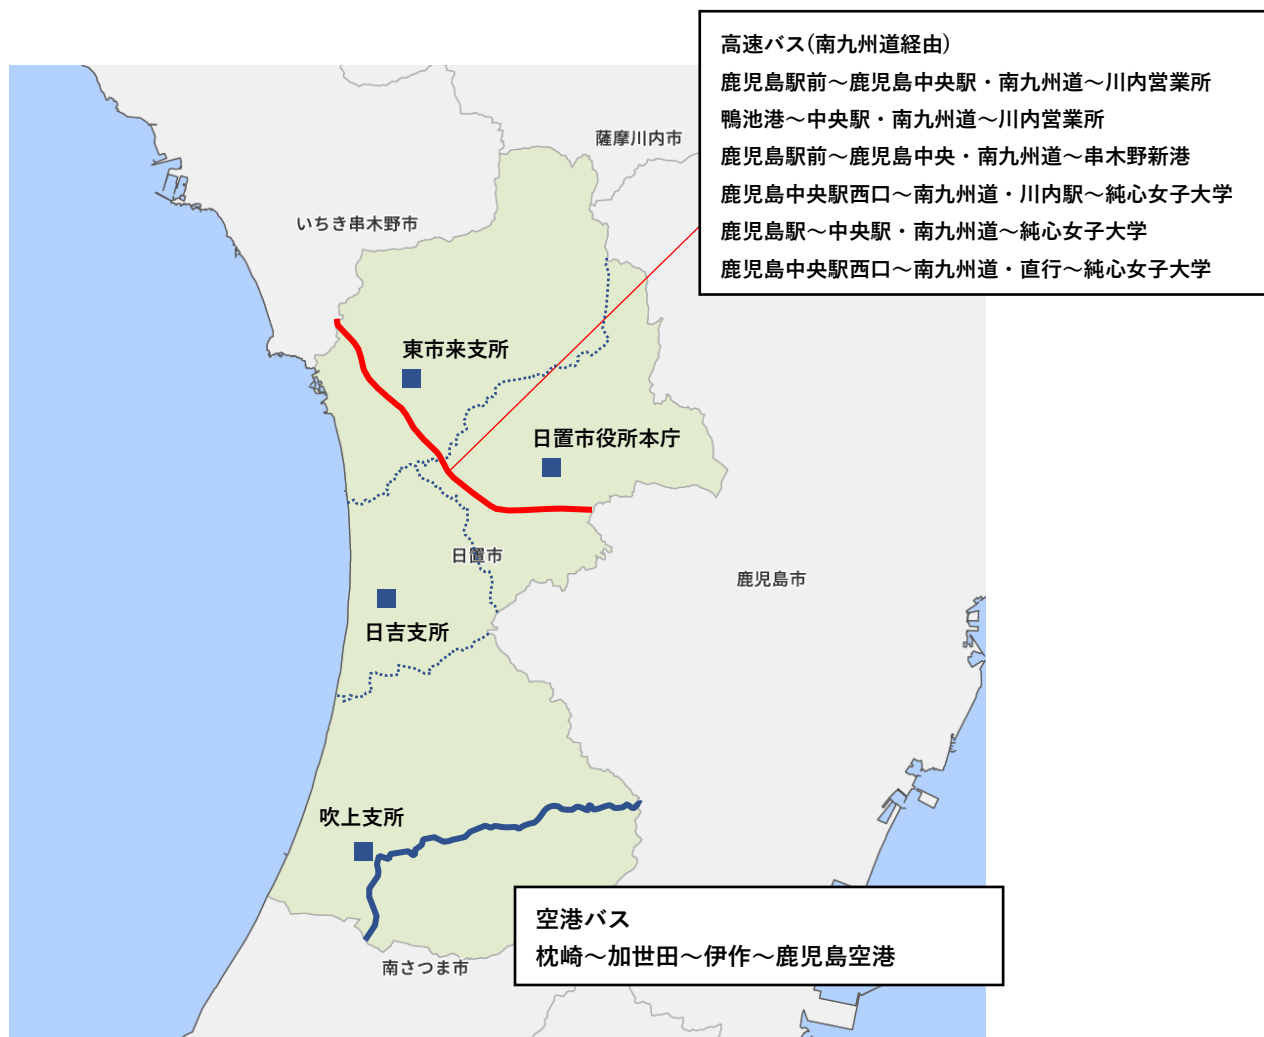 高速バス(南九州道経由)
鹿児島駅前～鹿児島中央駅・南九州道～川内営業所
鴨池港～中央駅・南九州道～川内営業所
鹿児島駅前～鹿児島中央・南九州道～串木野新港
鹿児島中央駅西口～南九州道・川内駅～純心女子大学
鹿児島駅～中央駅・南九州道～純心女子大学
鹿児島中央駅西口～南九州道・直行～純心女子大学
薩摩川内市
いちき串木野市
東市来支所
日置市役所本庁
日置市
鹿児島市
日吉支所
吹上支所
空港バス
枕崎～加世田～伊作～鹿児島空港
南さつま市